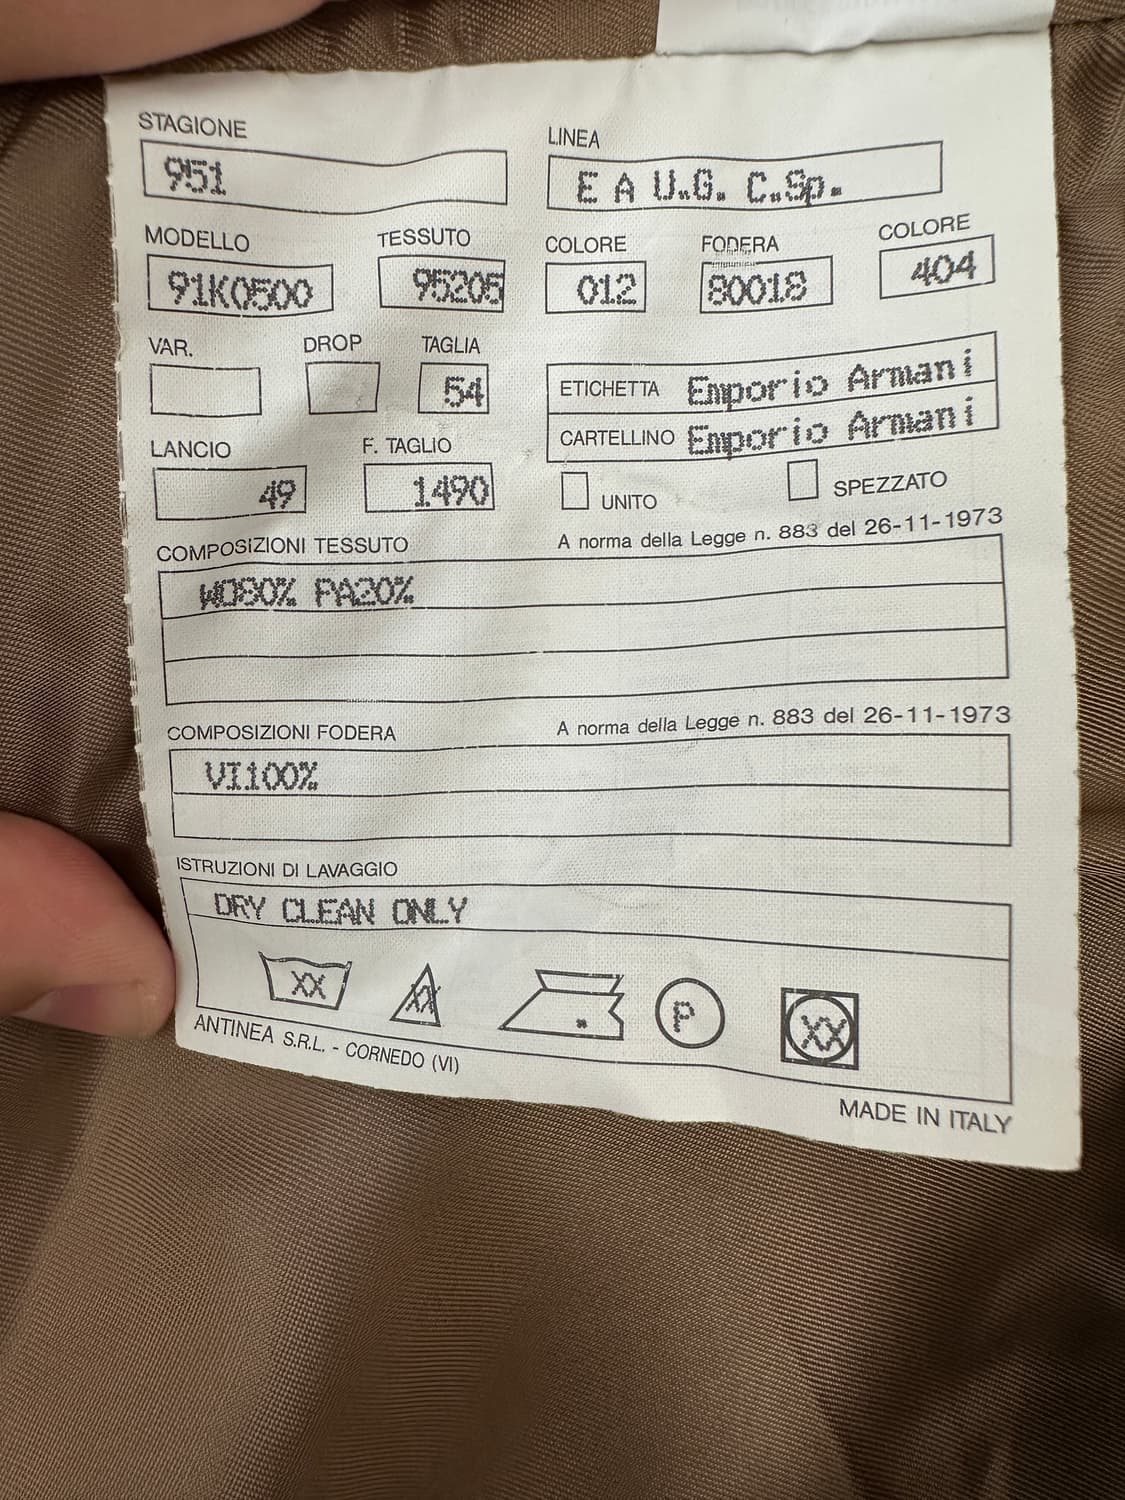 STAGIONE LINEA
951 E A U.G. C.Sp.
MODELLO TESSUTO COLORE FODERA COLORE
91K0500 95205 012 80018 404
VAR. DROP TAGLIA
54
ETICHETTA Emporio Armani
CARTELLINO Emporio Armani
LANCIO F. TAGLIO
49 1490
UNITO SPEZZATO
COMPOSIZIONI TESSUTO A norma della Legge n. 883 del 26-11-1973
WO80% PA20%
COMPOSIZIONI FODERA A norma della Legge n. 883 del 26-11-1973
VI100%
ISTRUZIONI DI LAVAGGIO
DRY CLEAN ONLY
XX XX P XX
ANTINEA S.R.L. - CORNEDO (VI)
MADE IN ITALY